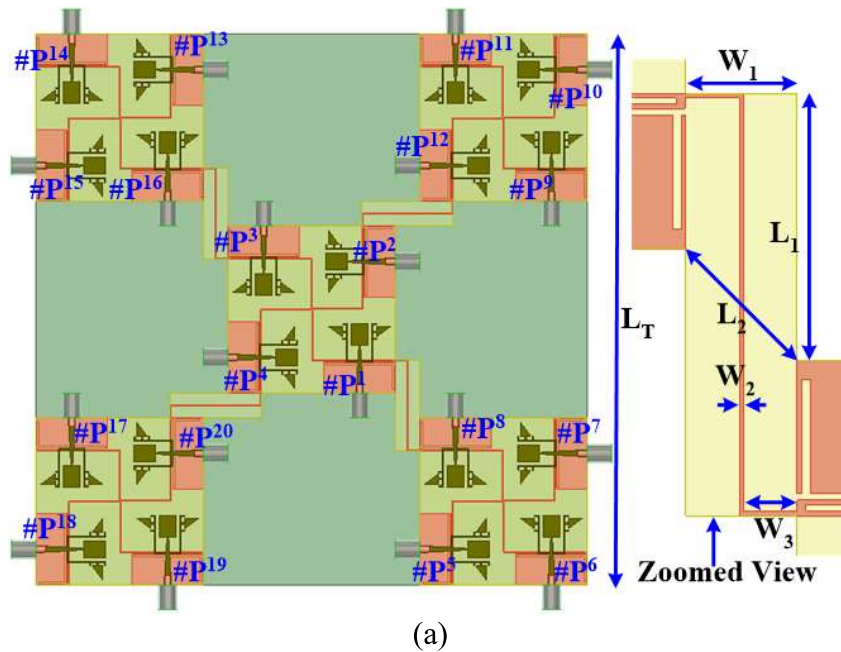 #P¹⁴
#P¹³
#P¹¹
#P¹⁰
#P¹²
#P¹⁵
#P¹⁶
#P⁹
#P³
#P²
#P⁴
#P¹
#P¹⁷
#P²⁰
#P⁸
#P⁷
#P¹⁸
#P¹⁹
#P⁵
#P⁶
L_T
W₁
L₁
L₂
W₂
W₃
Zoomed View
(a)